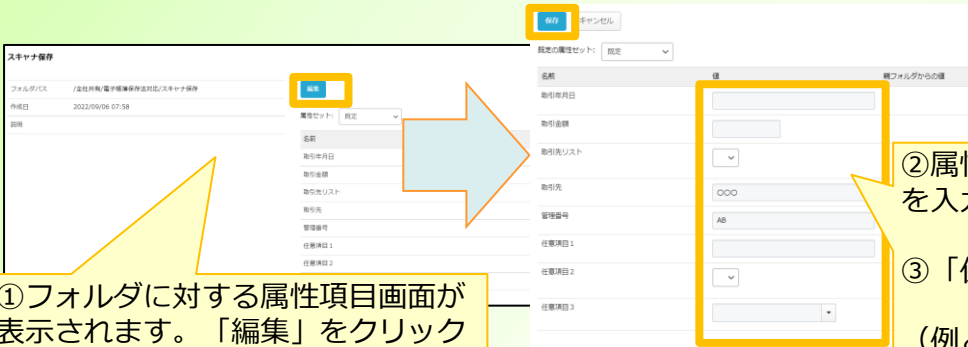 スキャナ保存
フォルダパス /全社共有/電子帳簿保存法対応/スキャナ保存
作成日 2022/09/06 07:58
説明
編集
属性セット: 既定
名前
取引年月日
取引金額
取引先リスト
取引先
管理番号
任意項目1
任意項目2
①フォルダに対する属性項目画面が
表示されます。「編集」をクリック
保存 キャンセル
既定の属性セット: 既定
名前 値 親フォルダからの値
取引年月日
取引金額
取引先リスト
取引先 〇〇〇
管理番号 AB
任意項目1
任意項目2
任意項目3
②属
を入
③「
(例